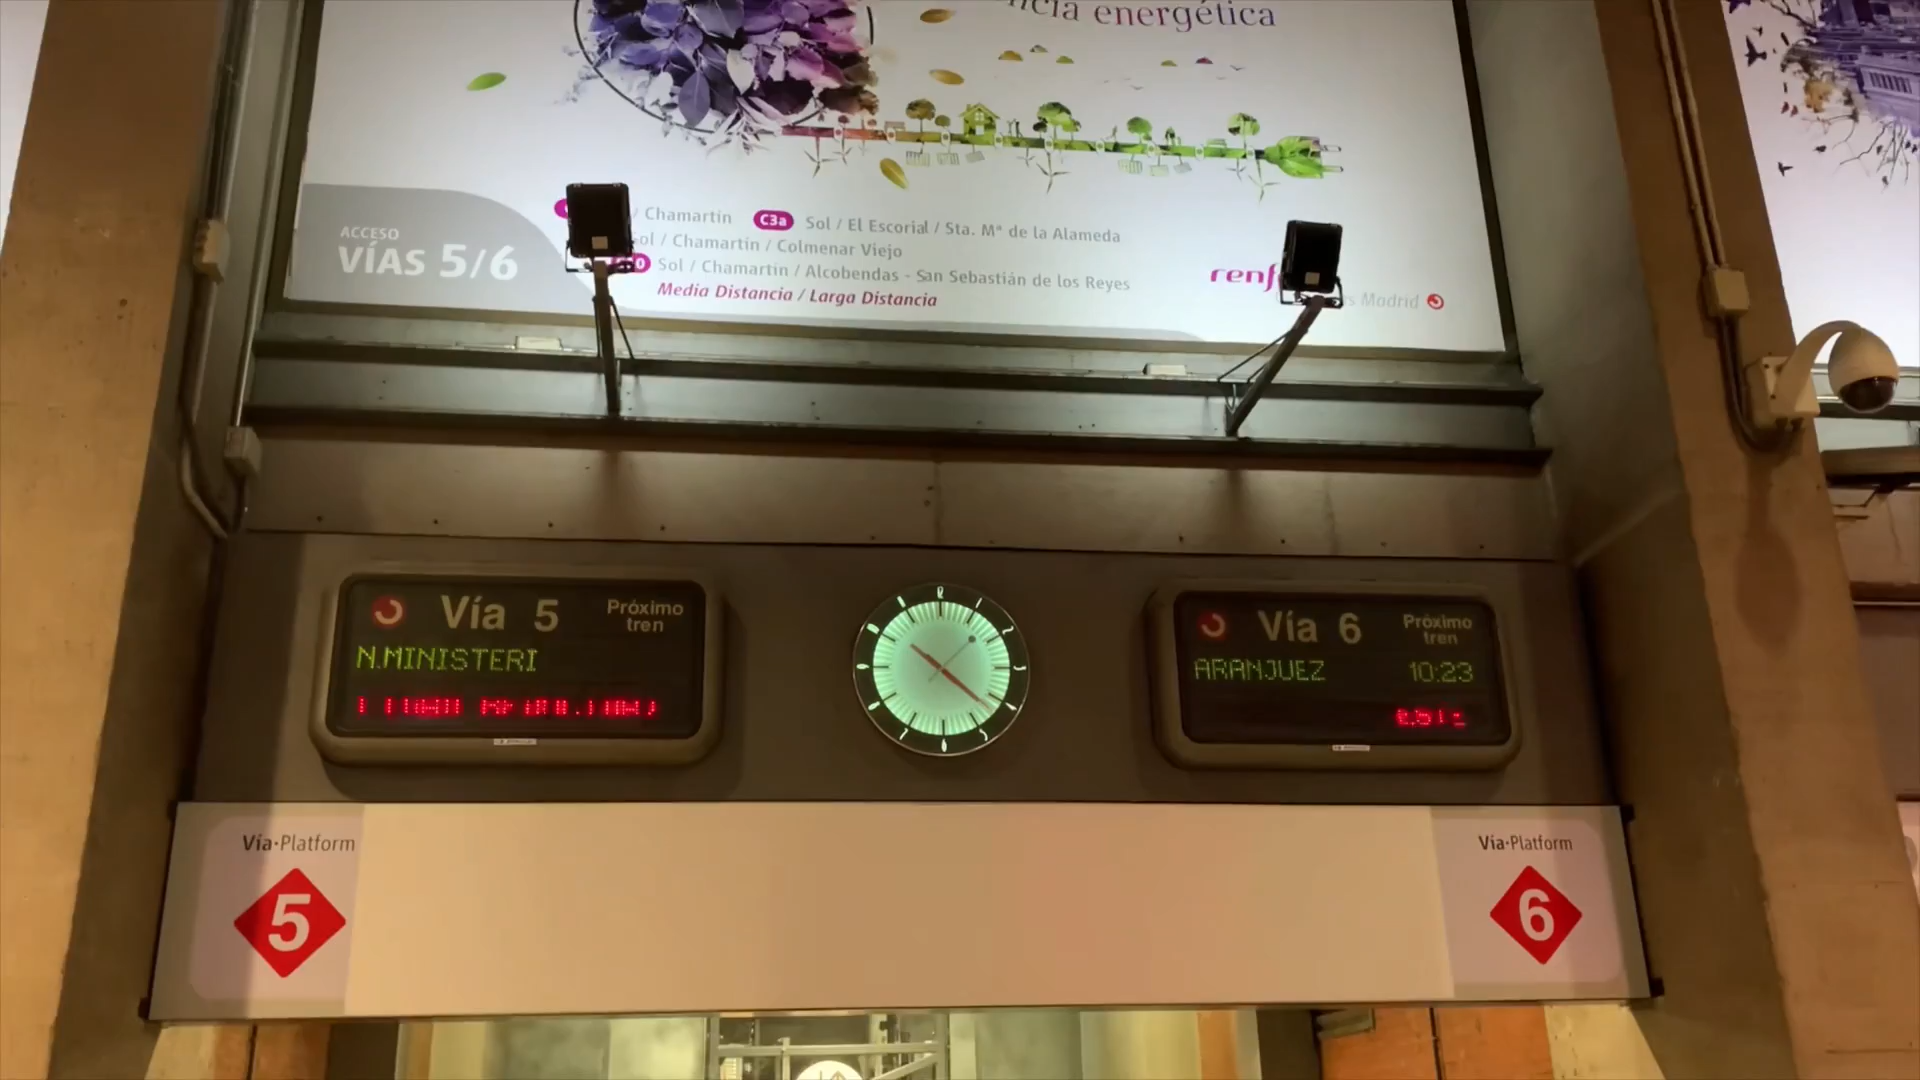 energética
ACCESO
VÍAS 5/6
Chamartín C3a Sol / El Escorial / Sta. Mª de la Alameda
Sol / Chamartín / Colmenar Viejo
Sol / Chamartín / Alcobendas - San Sebastián de los Reyes
Media Distancia / Larga Distancia
Madrid
Vía 5 Próximo tren
N.MINISTERI
Vía 6 Próximo tren
ARANJUEZ 10:23
Vía·Platform
5
Vía·Platform
6